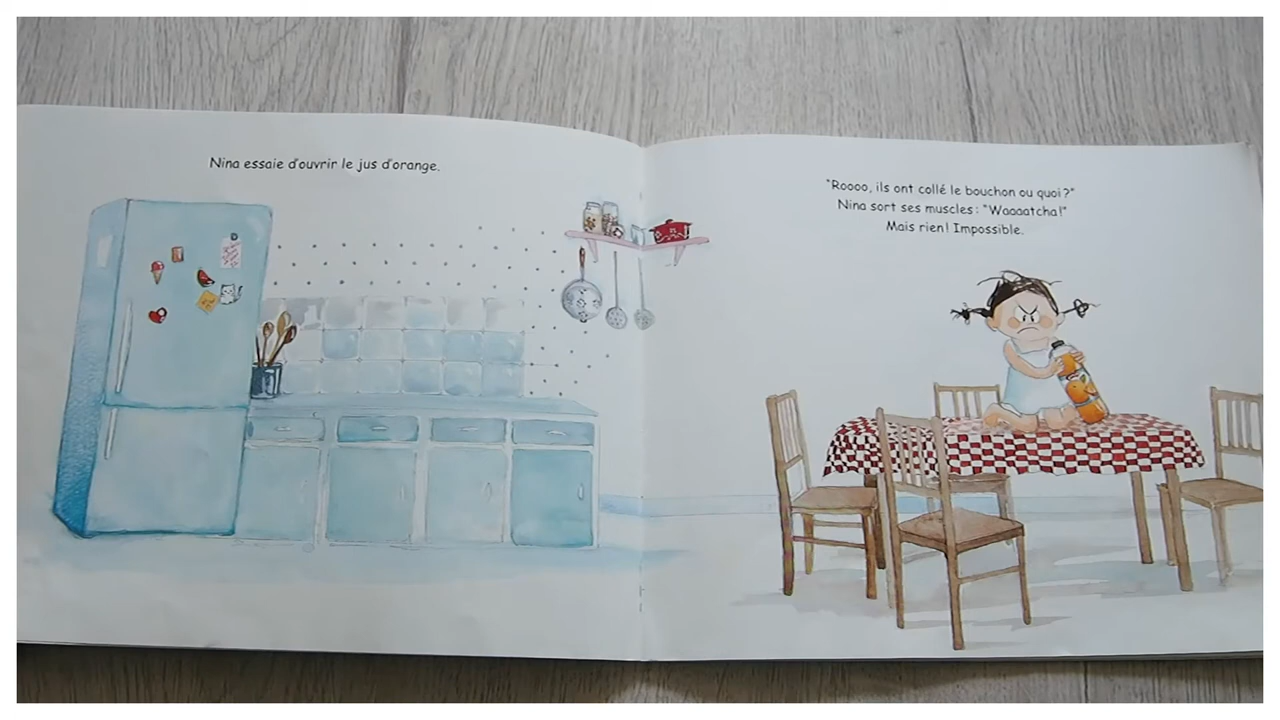 Nina essaie d'ouvrir le jus d'orange.
"Roooo, ils ont collé le bouchon ou quoi ?"
Nina sort ses muscles : "Waaaatcha !"
Mais rien ! Impossible.